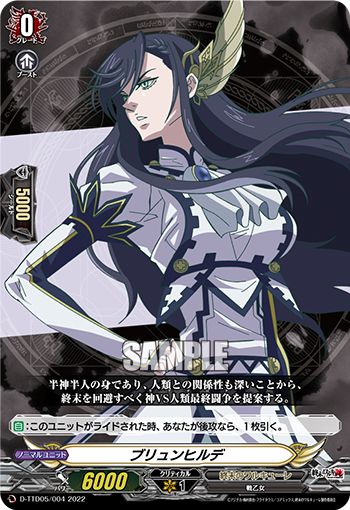 0
グレード
ブースト
5000
シールド
SAMPLE
半神半人の身であり、人類との関係性も深いことから、
終末を回避すべく神VS人類最終闘争を提案する。
:このユニットがライドされた時、あなたが後攻なら、1枚引く。
ノーマルユニット
ブリュンヒルデ
パワー 6000
クリティカル
1
終末のワルキューレ
戦乙女
D-TTD05/004 2022